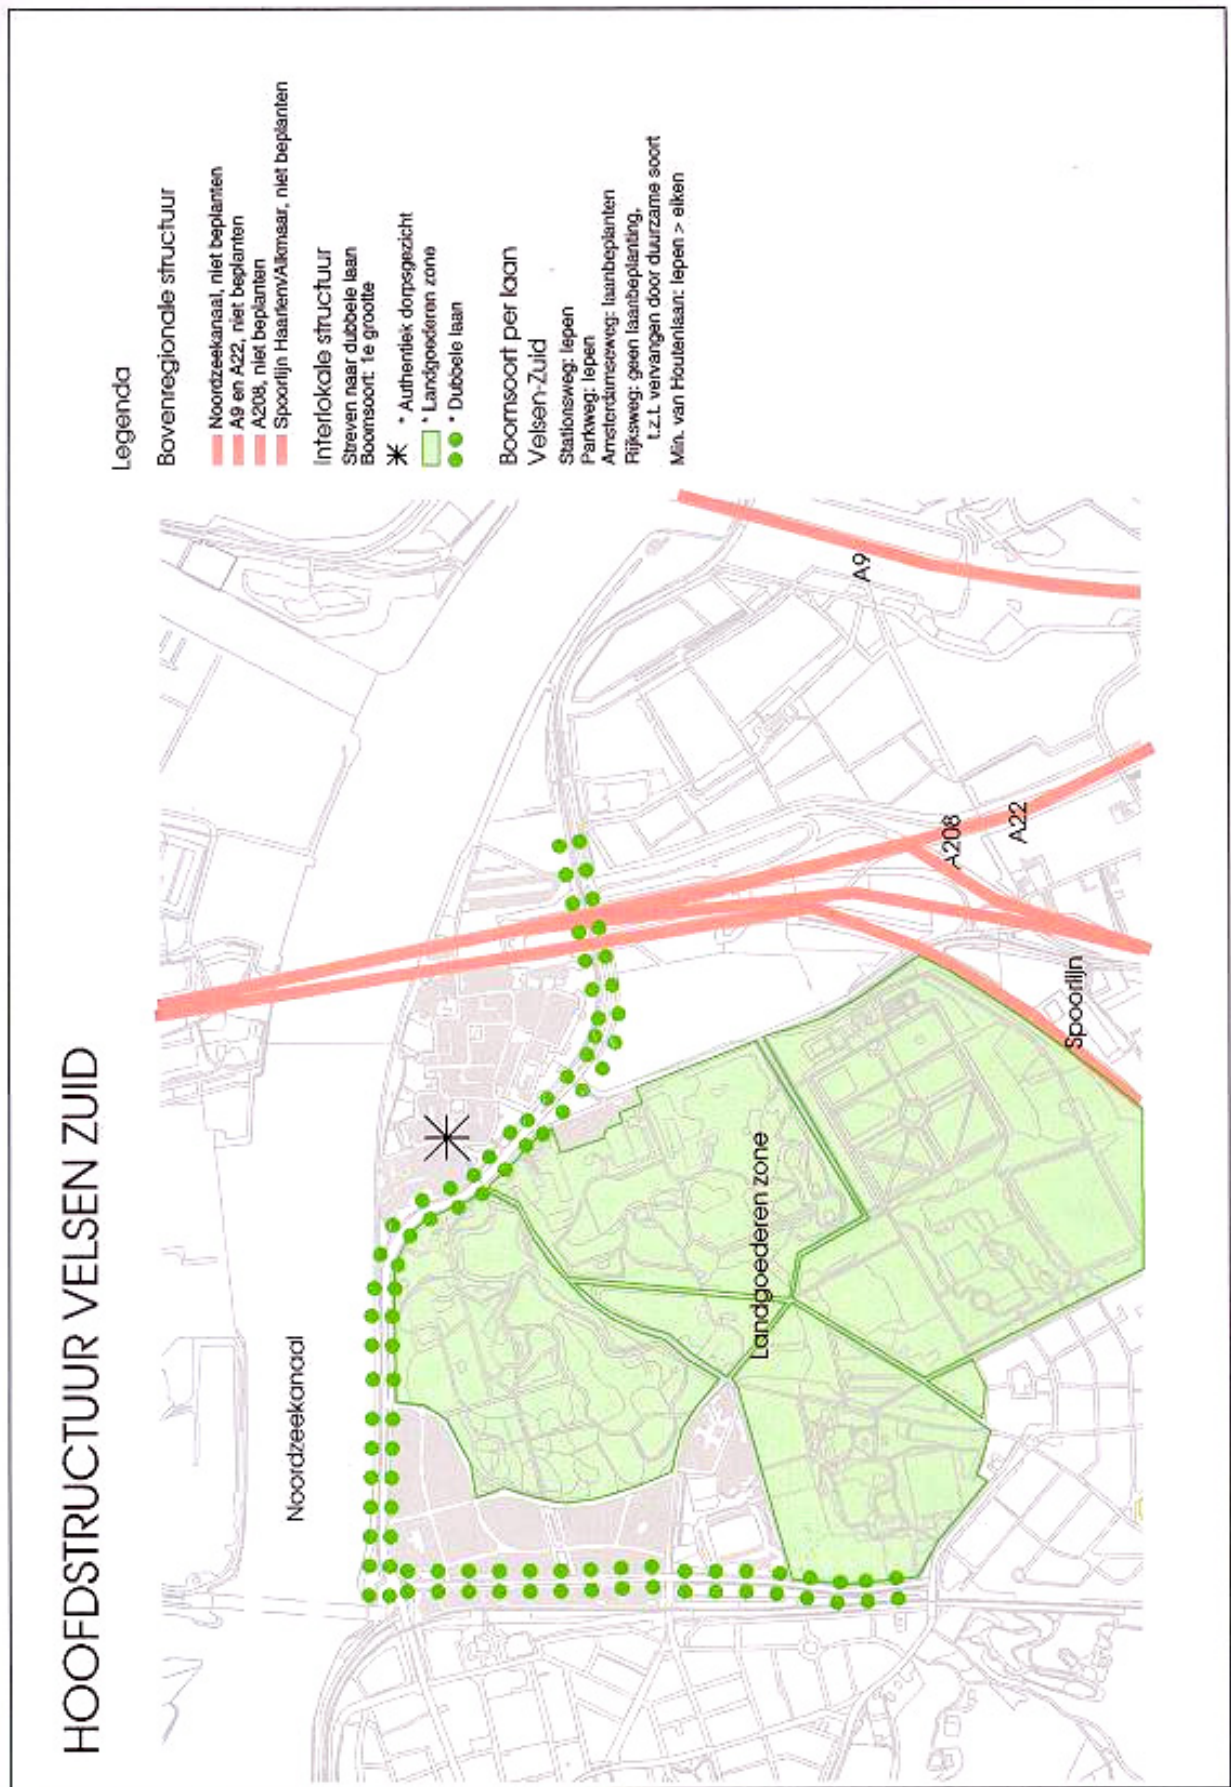 HOOFDSTRUCTUUR VELSEN ZUID
Noordzeekanaal
Landgoederen zone
Spoorlijn
A208
A22
A9
Legenda
Bovenregionale structuur
Noordzeekanaal, niet beplanten
A9 en A22, niet beplanten
A208, niet beplanten
Spoorlijn Haarlem/Alkmaar, niet beplanten
Interlokale structuur
Streven naar dubbele laan
Boomsoort: 1e grootte
* Authentiek dorpsgezicht
* Landgoederen zone
* Dubbele laan
Boomsoort per laan
Velsen-Zuid
Stationsweg: Iepen
Parkweg: Iepen
Amsterdamseweg: laanbeplanten
Rijksweg: geen laanbeplanting,
t.z.t. vervangen door duurzame soort
Min. van Houtenlaan: Iepen > eiken